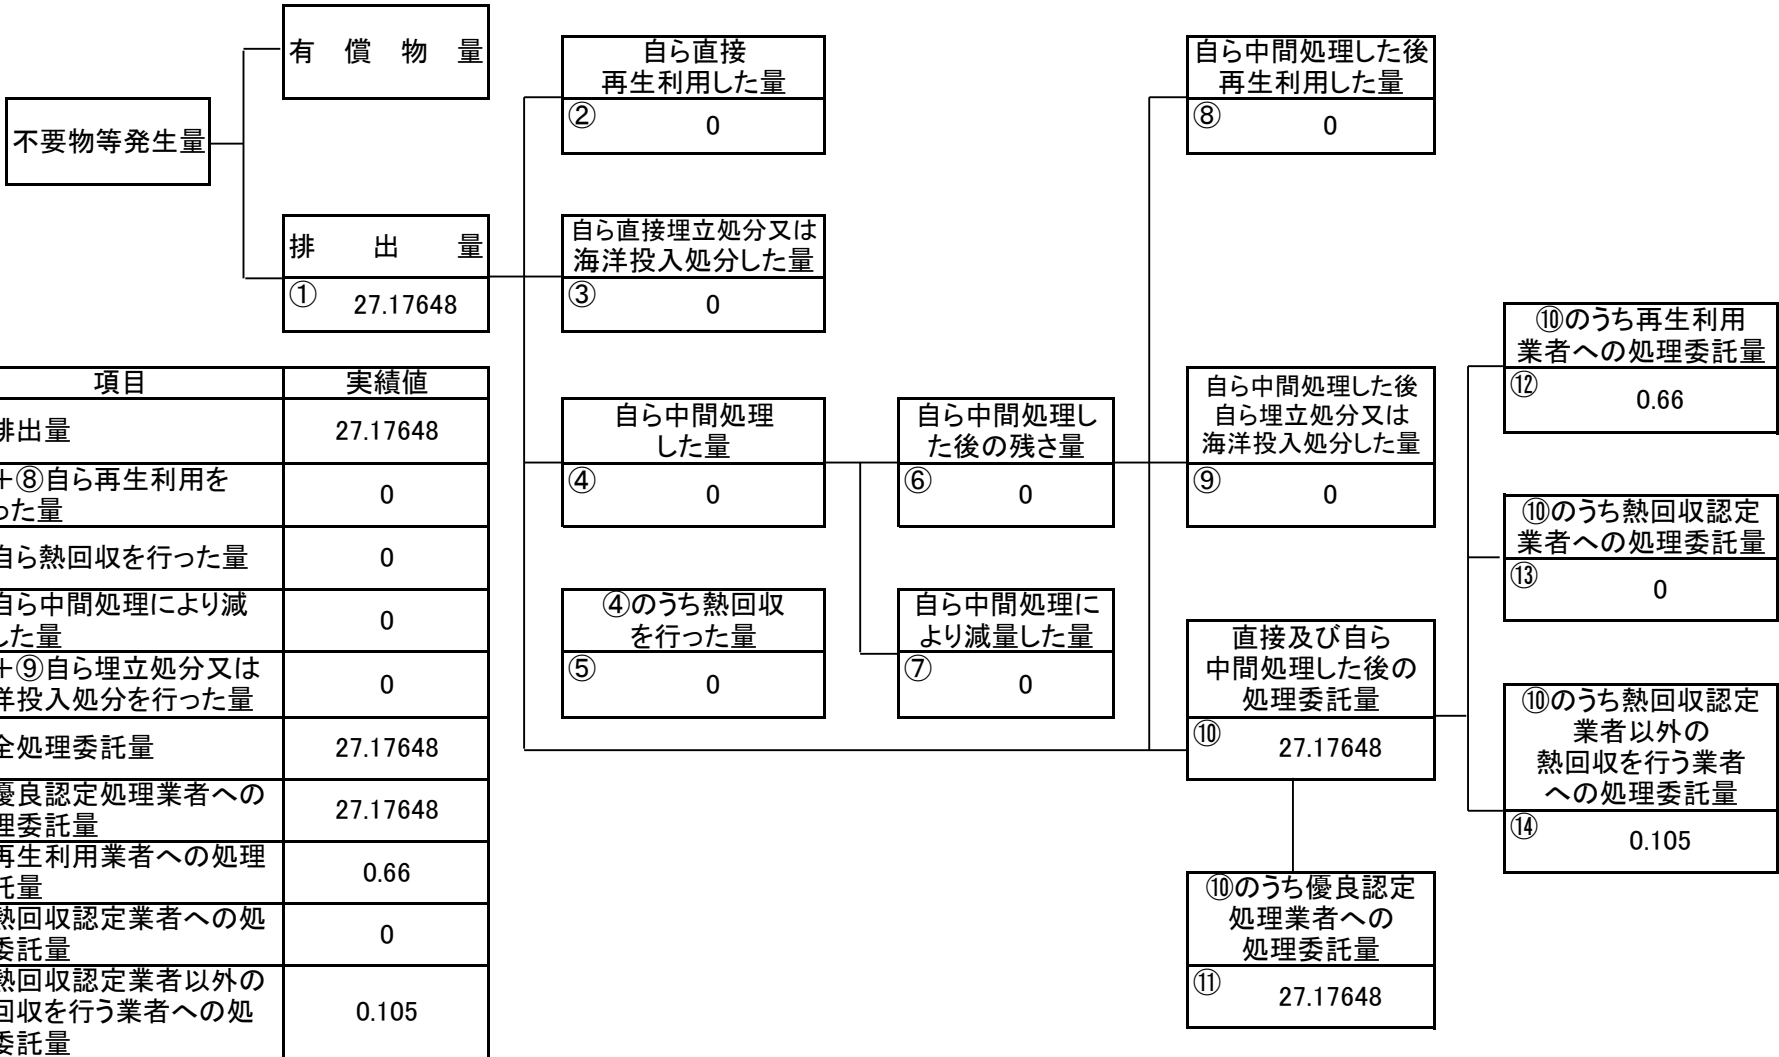 有償物量
不要物等発生量
排出量
① 27.17648
自ら直接
再生利用した量
② 0
自ら直接埋立処分又は
海洋投入処分した量
③ 0
自ら中間処理
した量
④ 0
④のうち熱回収
を行った量
⑤ 0
自ら中間処理し
た後の残さ量
⑥ 0
自ら中間処理に
より減量した量
⑦ 0
自ら中間処理した後
再生利用した量
⑧ 0
自ら中間処理した後
自ら埋立処分又は
海洋投入処分した量
⑨ 0
直接及び自ら
中間処理した後の
処理委託量
⑩ 27.17648
⑩のうち優良認定
処理業者への
処理委託量
⑪ 27.17648
⑩のうち再生利用
業者への処理委託量
⑫ 0.66
⑩のうち熱回収認定
業者への処理委託量
⑬ 0
⑩のうち熱回収認定
業者以外の
熱回収を行う業者
への処理委託量
⑭ 0.105
項目 実績値
排出量 27.17648
+⑧自ら再生利用を
った量 0
自ら熱回収を行った量 0
自ら中間処理により減
した量 0
+⑨自ら埋立処分又は
洋投入処分を行った量 0
全処理委託量 27.17648
優良認定処理業者への
理委託量 27.17648
再生利用業者への処理
託量 0.66
熱回収認定業者への処
委託量 0
熱回収認定業者以外の
回収を行う業者への処
委託量 0.105